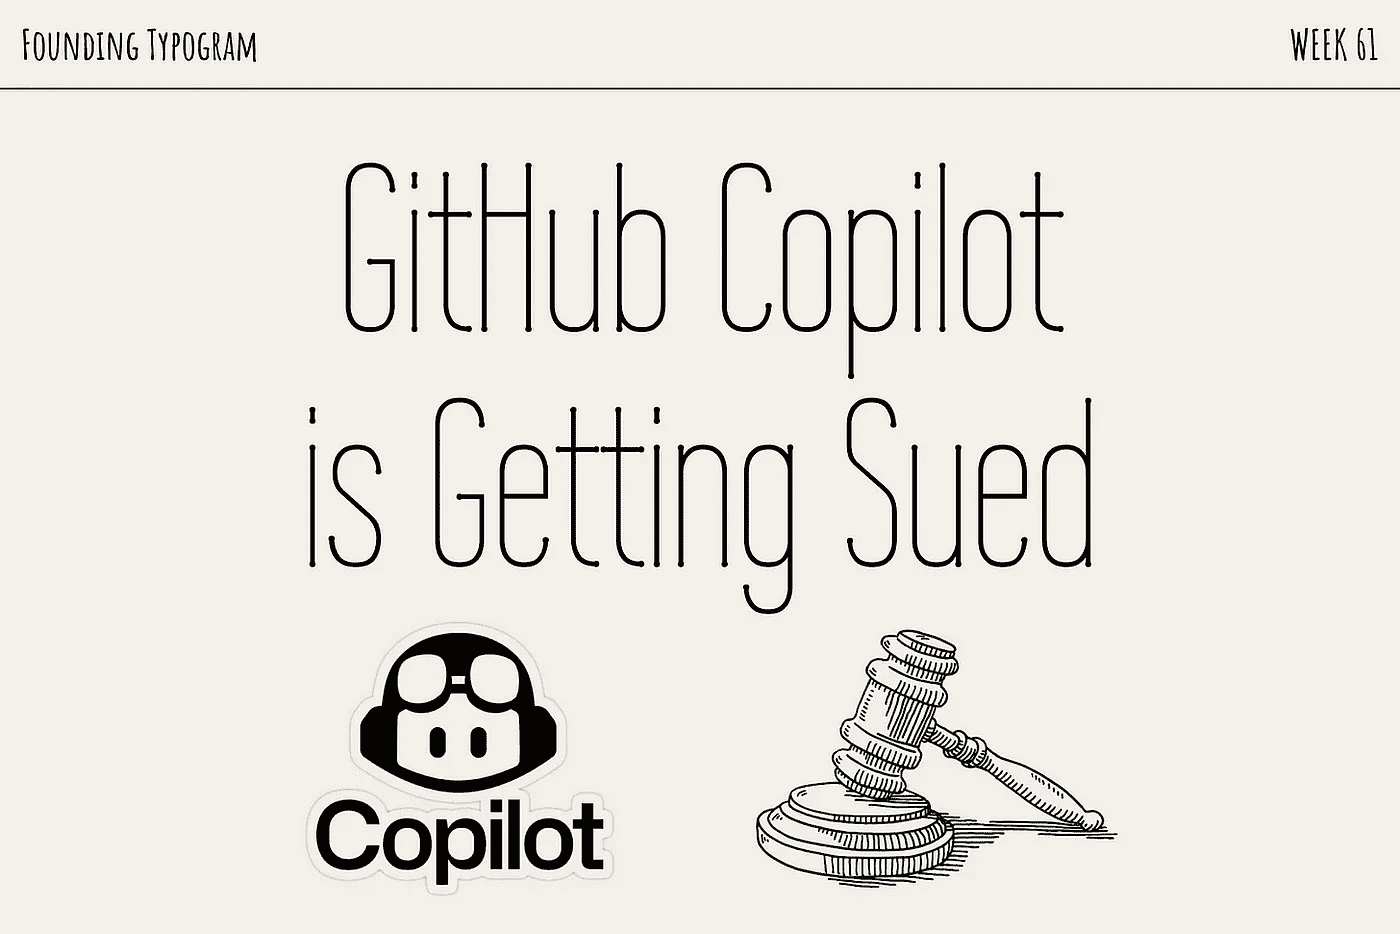 Founding Typogram
WEEK 61
GitHub Copilot
is Getting Sued
Copilot